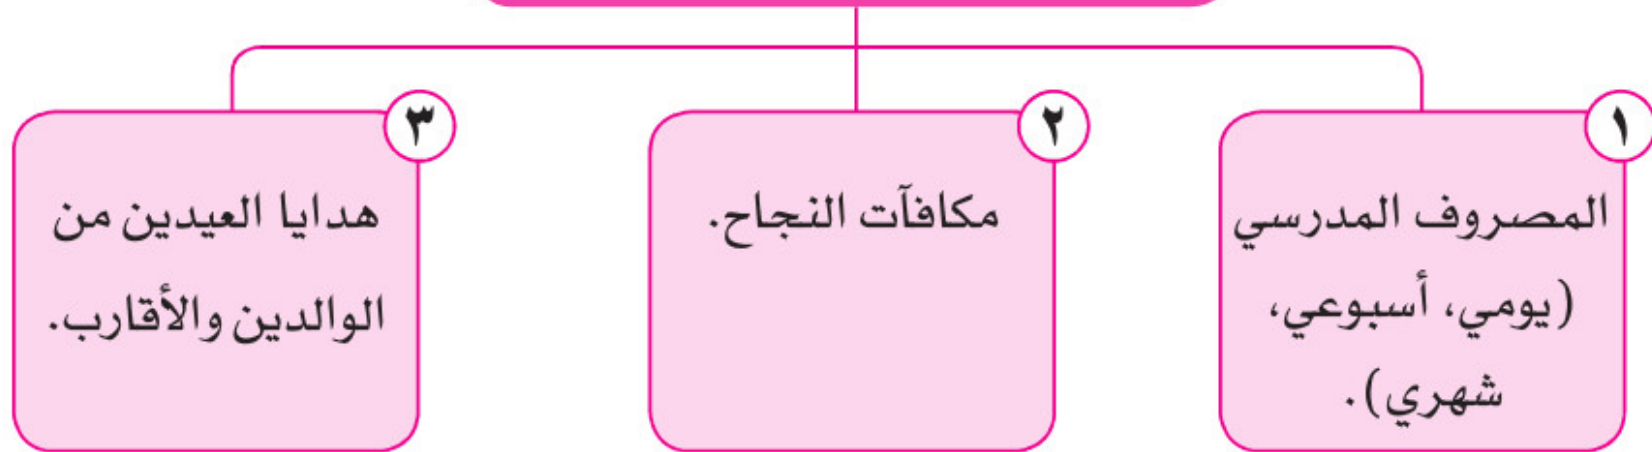 ١
المصروف المدرسي
(يومي، أسبوعي،
شهري).
٢
مكافآت النجاح.
٣
هدايا العيدين من
الوالدين والأقارب.